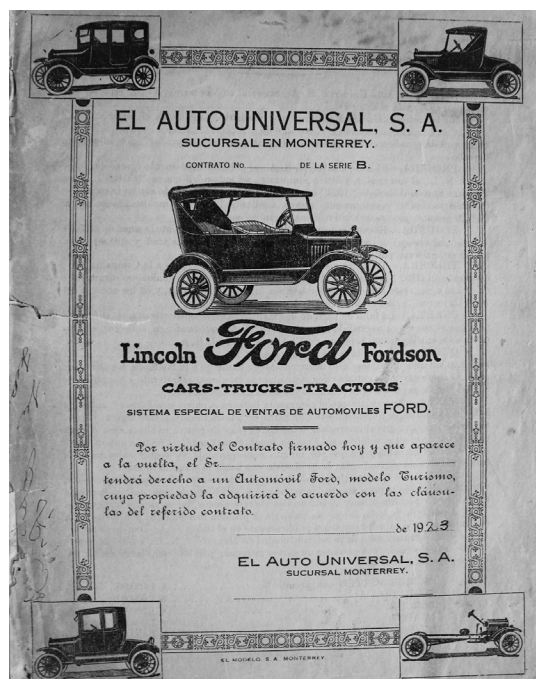 EL AUTO UNIVERSAL, S. A.
SUCURSAL EN MONTERREY.
CONTRATO No. DE LA SERIE B.
Lincoln Ford Fordson
CARS-TRUCKS-TRACTORS
SISTEMA ESPECIAL DE VENTAS DE AUTOMOVILES FORD.
Por virtud del Contrato firmado hoy y que aparece
a la vuelta, el Sr.
tendrá derecho a un Automóvil Ford, modelo Turismo,
cuya propiedad la adquirirá de acuerdo con las cláusu-
las del referido contrato.
de 1923
EL AUTO UNIVERSAL, S. A.
SUCURSAL MONTERREY.
EL MODELO, S. A. MONTERREY.